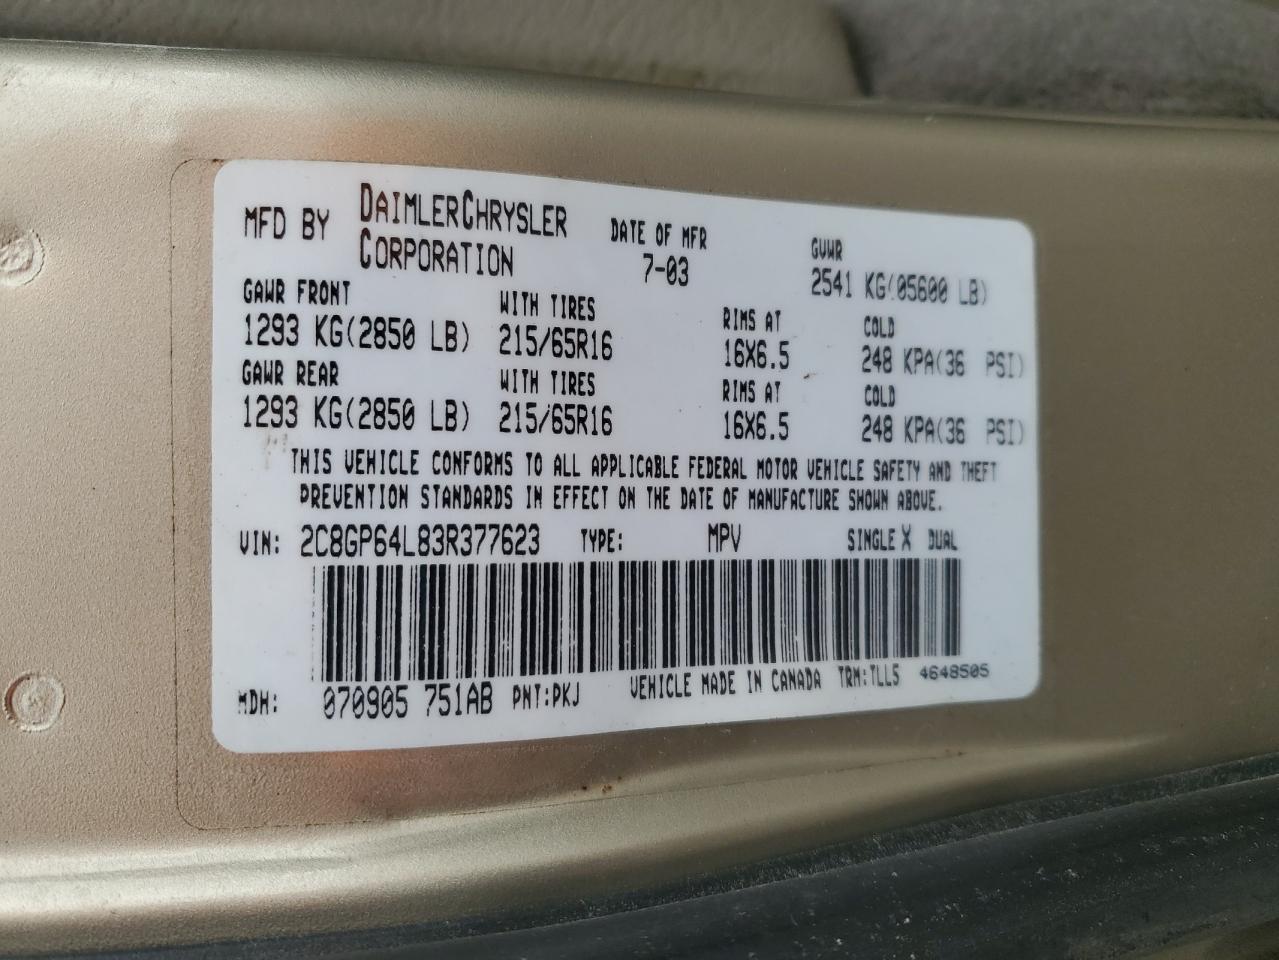 MFD BY DAIMLERCHRYSLER CORPORATION DATE OF MFR 7-03 GVWR 2541 KG(05600 LB)
GAWR FRONT WITH TIRES RIMS AT COLD
1293 KG(2850 LB) 215/65R16 16X6.5 248 KPA(36 PSI)
GAWR REAR WITH TIRES RIMS AT COLD
1293 KG(2850 LB) 215/65R16 16X6.5 248 KPA(36 PSI)
THIS VEHICLE CONFORMS TO ALL APPLICABLE FEDERAL MOTOR VEHICLE SAFETY AND THEFT
PREVENTION STANDARDS IN EFFECT ON THE DATE OF MANUFACTURE SHOWN ABOVE.
VIN: 2C8GP64L83R377623 TYPE: MPV SINGLE X DUAL
MDH: 070905 751AB PNT:PKJ VEHICLE MADE IN CANADA TRM:TLL5 4648505